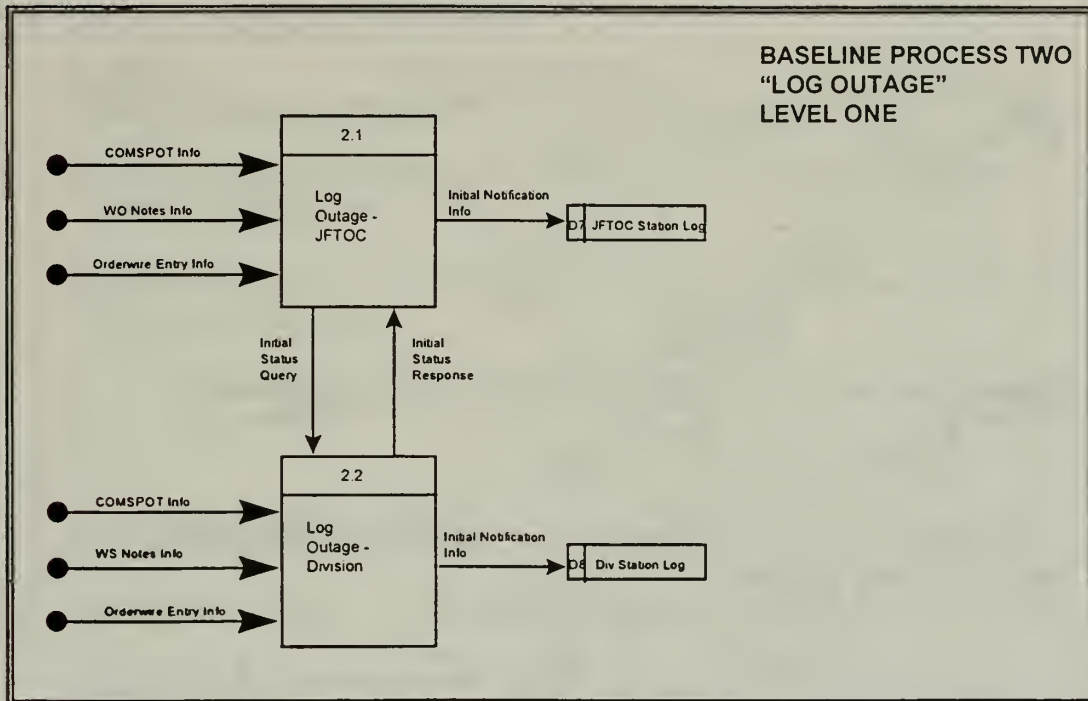 BASELINE PROCESS TWO
“LOG OUTAGE”
LEVEL ONE
2.1
COMSPOT Info
WO Notes Info
Orderwire Entry Info
Log
Outage -
JFTOC
Initial Notification
Info
D7 JFTOC Station Log
Initial
Status
Query
Initial
Status
Response
2.2
COMSPOT Info
WS Notes Info
Orderwire Entry Info
Log
Outage -
Division
Initial Notification
Info
D8 Div Station Log